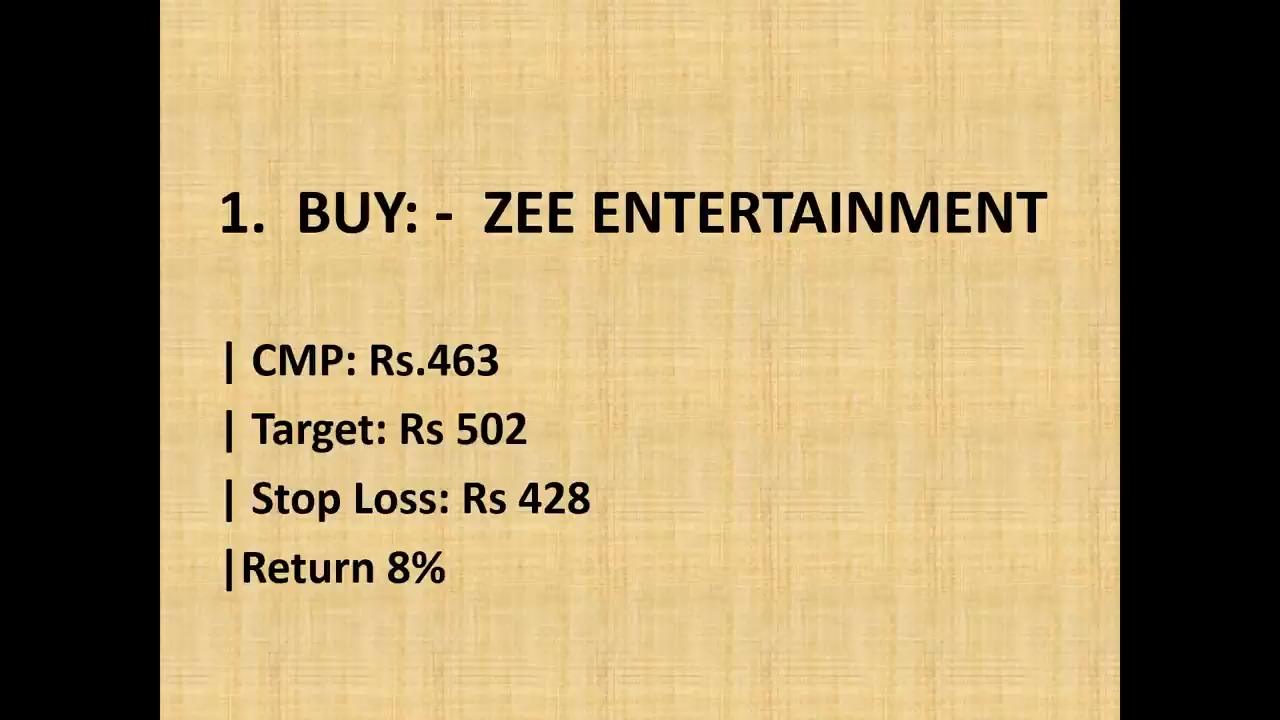 1. BUY: - ZEE ENTERTAINMENT
| CMP: Rs.463
| Target: Rs 502
| Stop Loss: Rs 428
|Return 8%